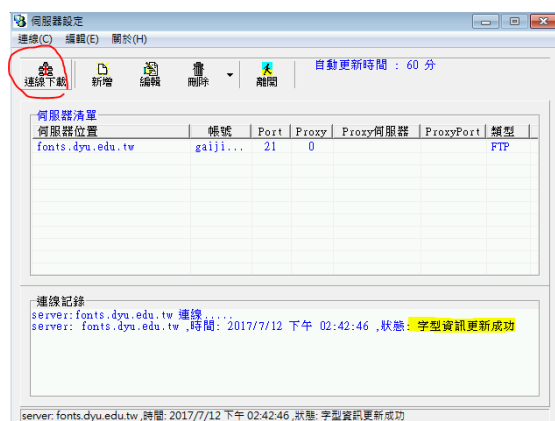 伺服器設定
連線(C) 編輯(E) 關於(H)
連線下載 新增 編輯 刪除 離開 自動更新時間 : 60 分
伺服器清單
伺服器位置 帳號 Port Proxy Proxy伺服器 ProxyPort 類型
fonts.dyu.edu.tw gaiji... 21 0 FTP
連線記錄
server:fonts.dyu.edu.tw 連線.....
server: fonts.dyu.edu.tw ,時間: 2017/7/12 下午 02:42:46 ,狀態: 字型資訊更新成功
server: fonts.dyu.edu.tw ,時間: 2017/7/12 下午 02:42:46 ,狀態: 字型資訊更新成功